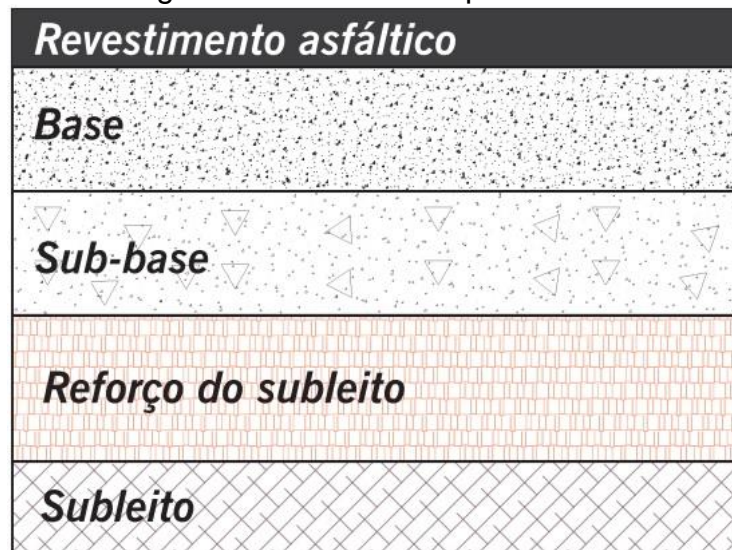 Revestimento asfáltico
Base
Sub-base
Reforço do subleito
Subleito